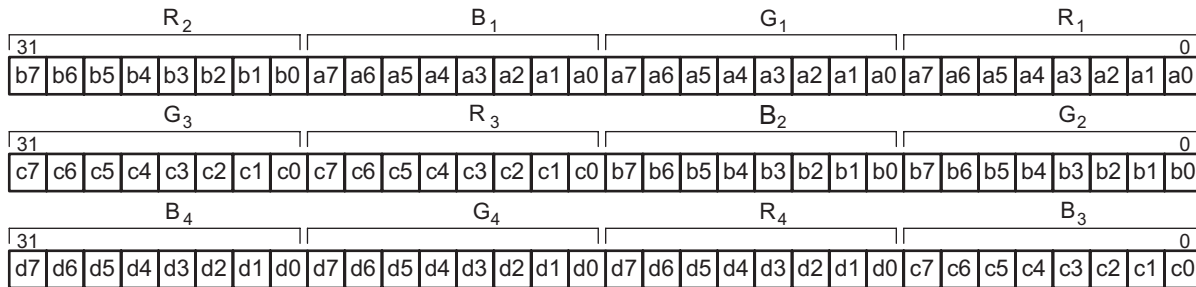 R2 B1 G1 R1
31 0
b7 b6 b5 b4 b3 b2 b1 b0 a7 a6 a5 a4 a3 a2 a1 a0 a7 a6 a5 a4 a3 a2 a1 a0 a7 a6 a5 a4 a3 a2 a1 a0
G3 R3 B2 G2
31 0
c7 c6 c5 c4 c3 c2 c1 c0 c7 c6 c5 c4 c3 c2 c1 c0 b7 b6 b5 b4 b3 b2 b1 b0 b7 b6 b5 b4 b3 b2 b1 b0
B4 G4 R4 B3
31 0
d7 d6 d5 d4 d3 d2 d1 d0 d7 d6 d5 d4 d3 d2 d1 d0 d7 d6 d5 d4 d3 d2 d1 d0 c7 c6 c5 c4 c3 c2 c1 c0